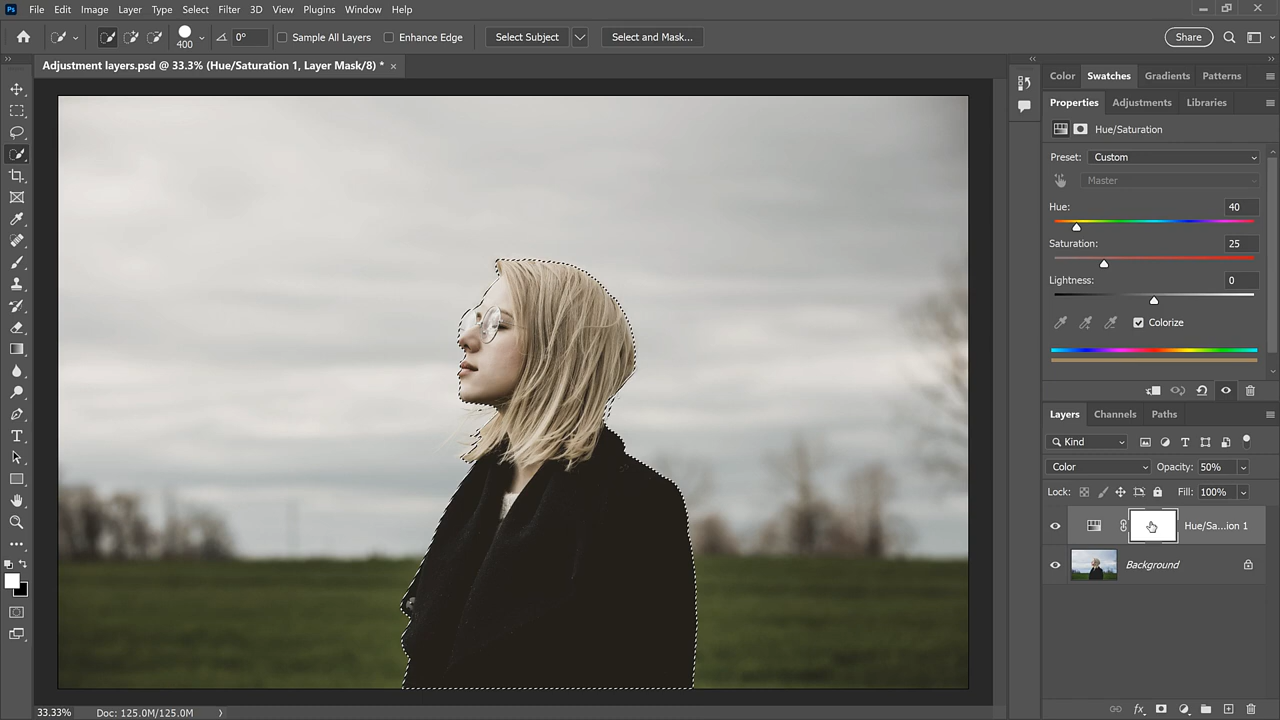 Ps File Edit Image Layer Type Select Filter 3D View Plugins Window Help
400 0° Sample All Layers Enhance Edge Select Subject Select and Mask... Share
Adjustment layers.psd @ 33.3% (Hue/Saturation 1, Layer Mask/8) * ×
Color Swatches Gradients Patterns
Properties Adjustments Libraries
Hue/Saturation
Preset: Custom
Master
Hue: 40
Saturation: 25
Lightness: 0
Colorize
Layers Channels Paths
Kind
Color Opacity: 50%
Lock: Fill: 100%
Hue/Sa...ion 1
Background
33.33% Doc: 125.0M/125.0M